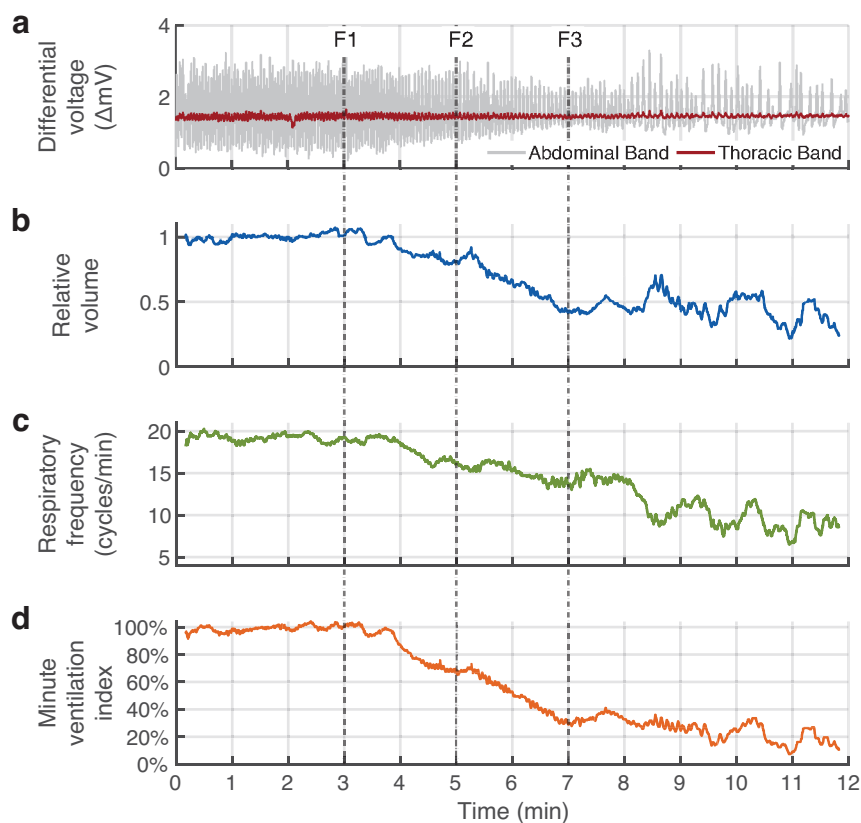 a
Differential
voltage
(ΔmV)
4
2
0
F1
F2
F3
Abdominal Band
Thoracic Band
b
Relative
volume
1
0.5
0
c
Respiratory
frequency
(cycles/min)
20
15
10
5
d
Minute
ventilation
index
100%
80%
60%
40%
20%
0%
0 1 2 3 4 5 6 7 8 9 10 11 12
Time (min)